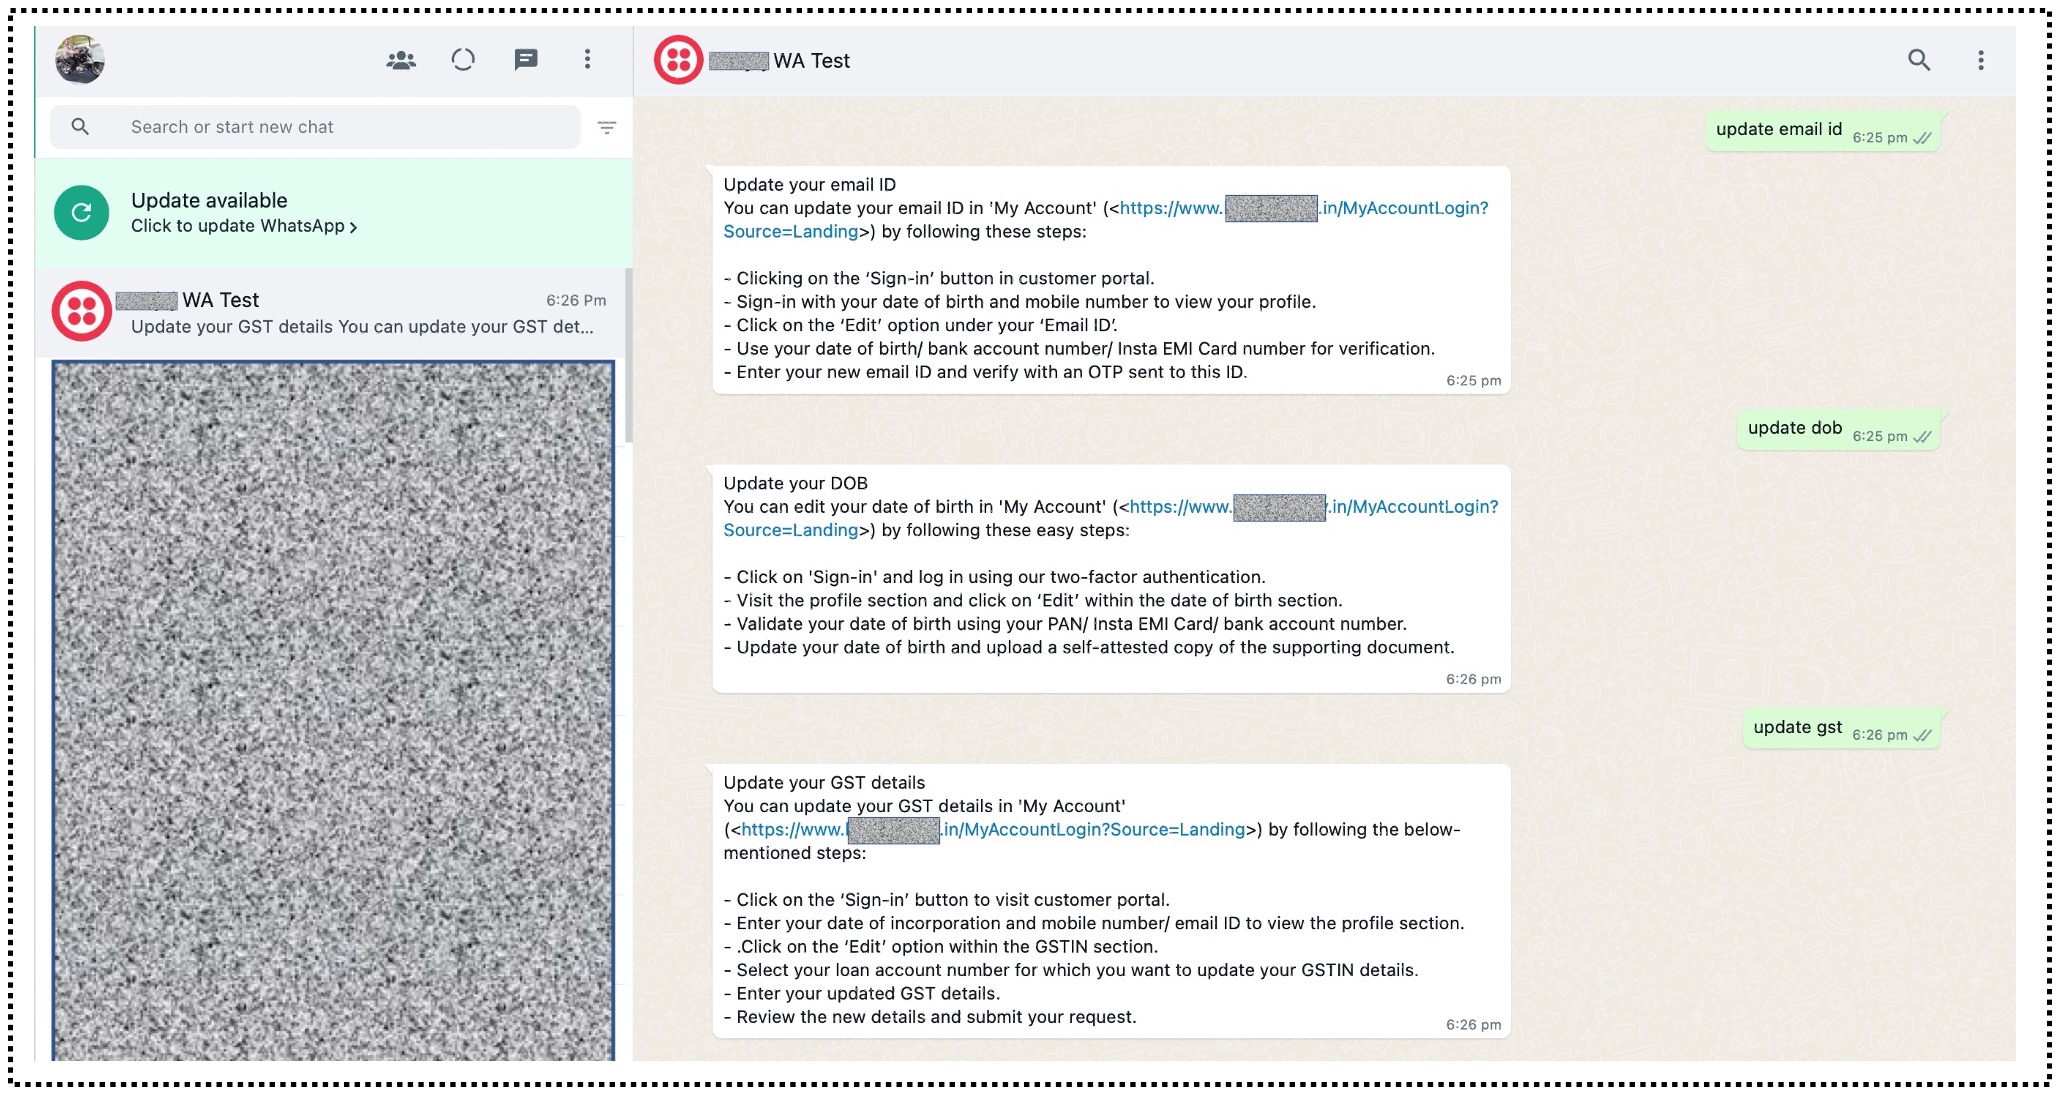 Search or start new chat
Update available
Click to update WhatsApp
WA Test
6:26 Pm
Update your GST details You can update your GST det...
WA Test
update email id 6:25 pm
Update your email ID
You can update your email ID in 'My Account' (<https://www. .in/MyAccountLogin?
Source=Landing>) by following these steps:
- Clicking on the ‘Sign-in’ button in customer portal.
- Sign-in with your date of birth and mobile number to view your profile.
- Click on the ‘Edit’ option under your ‘Email ID’.
- Use your date of birth/ bank account number/ Insta EMI Card number for verification.
- Enter your new email ID and verify with an OTP sent to this ID.
6:25 pm
update dob 6:25 pm
Update your DOB
You can edit your date of birth in 'My Account' (<https://www. .in/MyAccountLogin?
Source=Landing>) by following these easy steps:
- Click on 'Sign-in' and log in using our two-factor authentication.
- Visit the profile section and click on ‘Edit’ within the date of birth section.
- Validate your date of birth using your PAN/ Insta EMI Card/ bank account number.
- Update your date of birth and upload a self-attested copy of the supporting document.
6:26 pm
update gst 6:26 pm
Update your GST details
You can update your GST details in 'My Account'
(<https://www. .in/MyAccountLogin?Source=Landing>) by following the below-
mentioned steps:
- Click on the ‘Sign-in’ button to visit customer portal.
- Enter your date of incorporation and mobile number/ email ID to view the profile section.
- .Click on the ‘Edit’ option within the GSTIN section.
- Select your loan account number for which you want to update your GSTIN details.
- Enter your updated GST details.
- Review the new details and submit your request.
6:26 pm